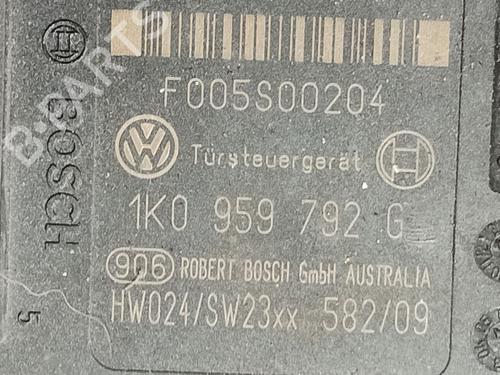 F005S00204
Türsteuergerät
1K0 959 792 G
906 ROBERT BOSCH GmbH AUSTRALIA
HW024/SW23xx 582/09
BOSCH
5
B-PARTS